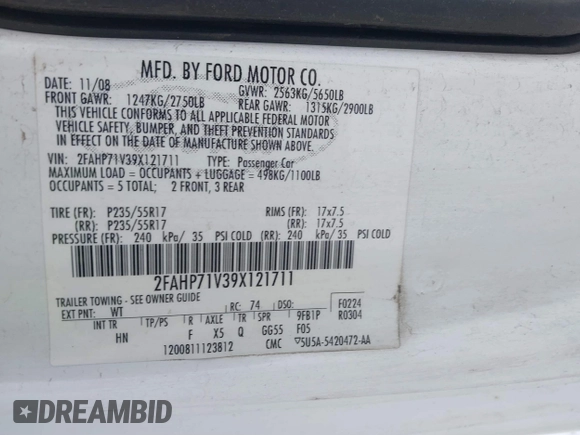 MFD. BY FORD MOTOR CO.
DATE: 11/08 GVWR: 2563KG/5650LB
FRONT GAWR: 1247KG/2750LB REAR GAWR: 1315KG/2900LB
THIS VEHICLE CONFORMS TO ALL APPLICABLE FEDERAL MOTOR
VEHICLE SAFETY, BUMPER, AND THEFT PREVENTION STANDARDS
IN EFFECT ON THE DATE OF MANUFACTURE SHOWN ABOVE.
VIN: 2FAHP71V39X121711 TYPE: Passenger Car
MAXIMUM LOAD = OCCUPANTS + LUGGAGE = 498KG/1100LB
OCCUPANTS = 5 TOTAL; 2 FRONT, 3 REAR
TIRE (FR): P235/55R17 RIMS (FR): 17x7.5
(RR): P235/55R17 (RR): 17x7.5
PRESSURE (FR): 240 kPa/ 35 PSI COLD (RR): 240 kPa/ 35 PSI COLD
2FAHP71V39X121711
TRAILER TOWING - SEE OWNER GUIDE
EXT PNT: WT RC: 74 DSO: F0224
INT TR TP/PS R AXLE TR SPR 9FB1P R0304
HN F X5 Q GG55 F05
1200811123812 CMC ▽5U5A-5420472-AA
DREAMBID